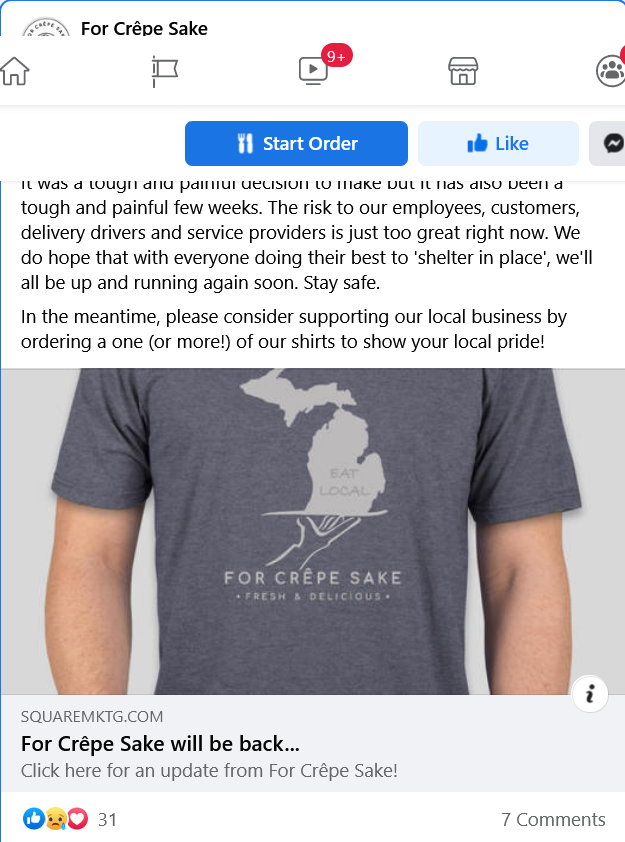 For Crêpe Sake
9+
Start Order
Like
It was a tough and painful decision to make but it has also been a
tough and painful few weeks. The risk to our employees, customers,
delivery drivers and service providers is just too great right now. We
do hope that with everyone doing their best to 'shelter in place', we'll
all be up and running again soon. Stay safe.
In the meantime, please consider supporting our local business by
ordering a one (or more!) of our shirts to show your local pride!
EAT
LOCAL
FOR CRÊPE SAKE
• FRESH & DELICIOUS •
i
SQUAREMKTG.COM
For Crêpe Sake will be back...
Click here for an update from For Crêpe Sake!
31
7 Comments